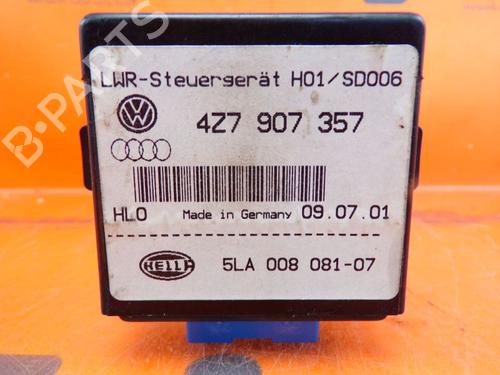 LWR-Steuergerät H01/SD006
4Z7 907 357
HLO Made in Germany 09.07.01
HELLA 5LA 008 081-07
B-PARTS